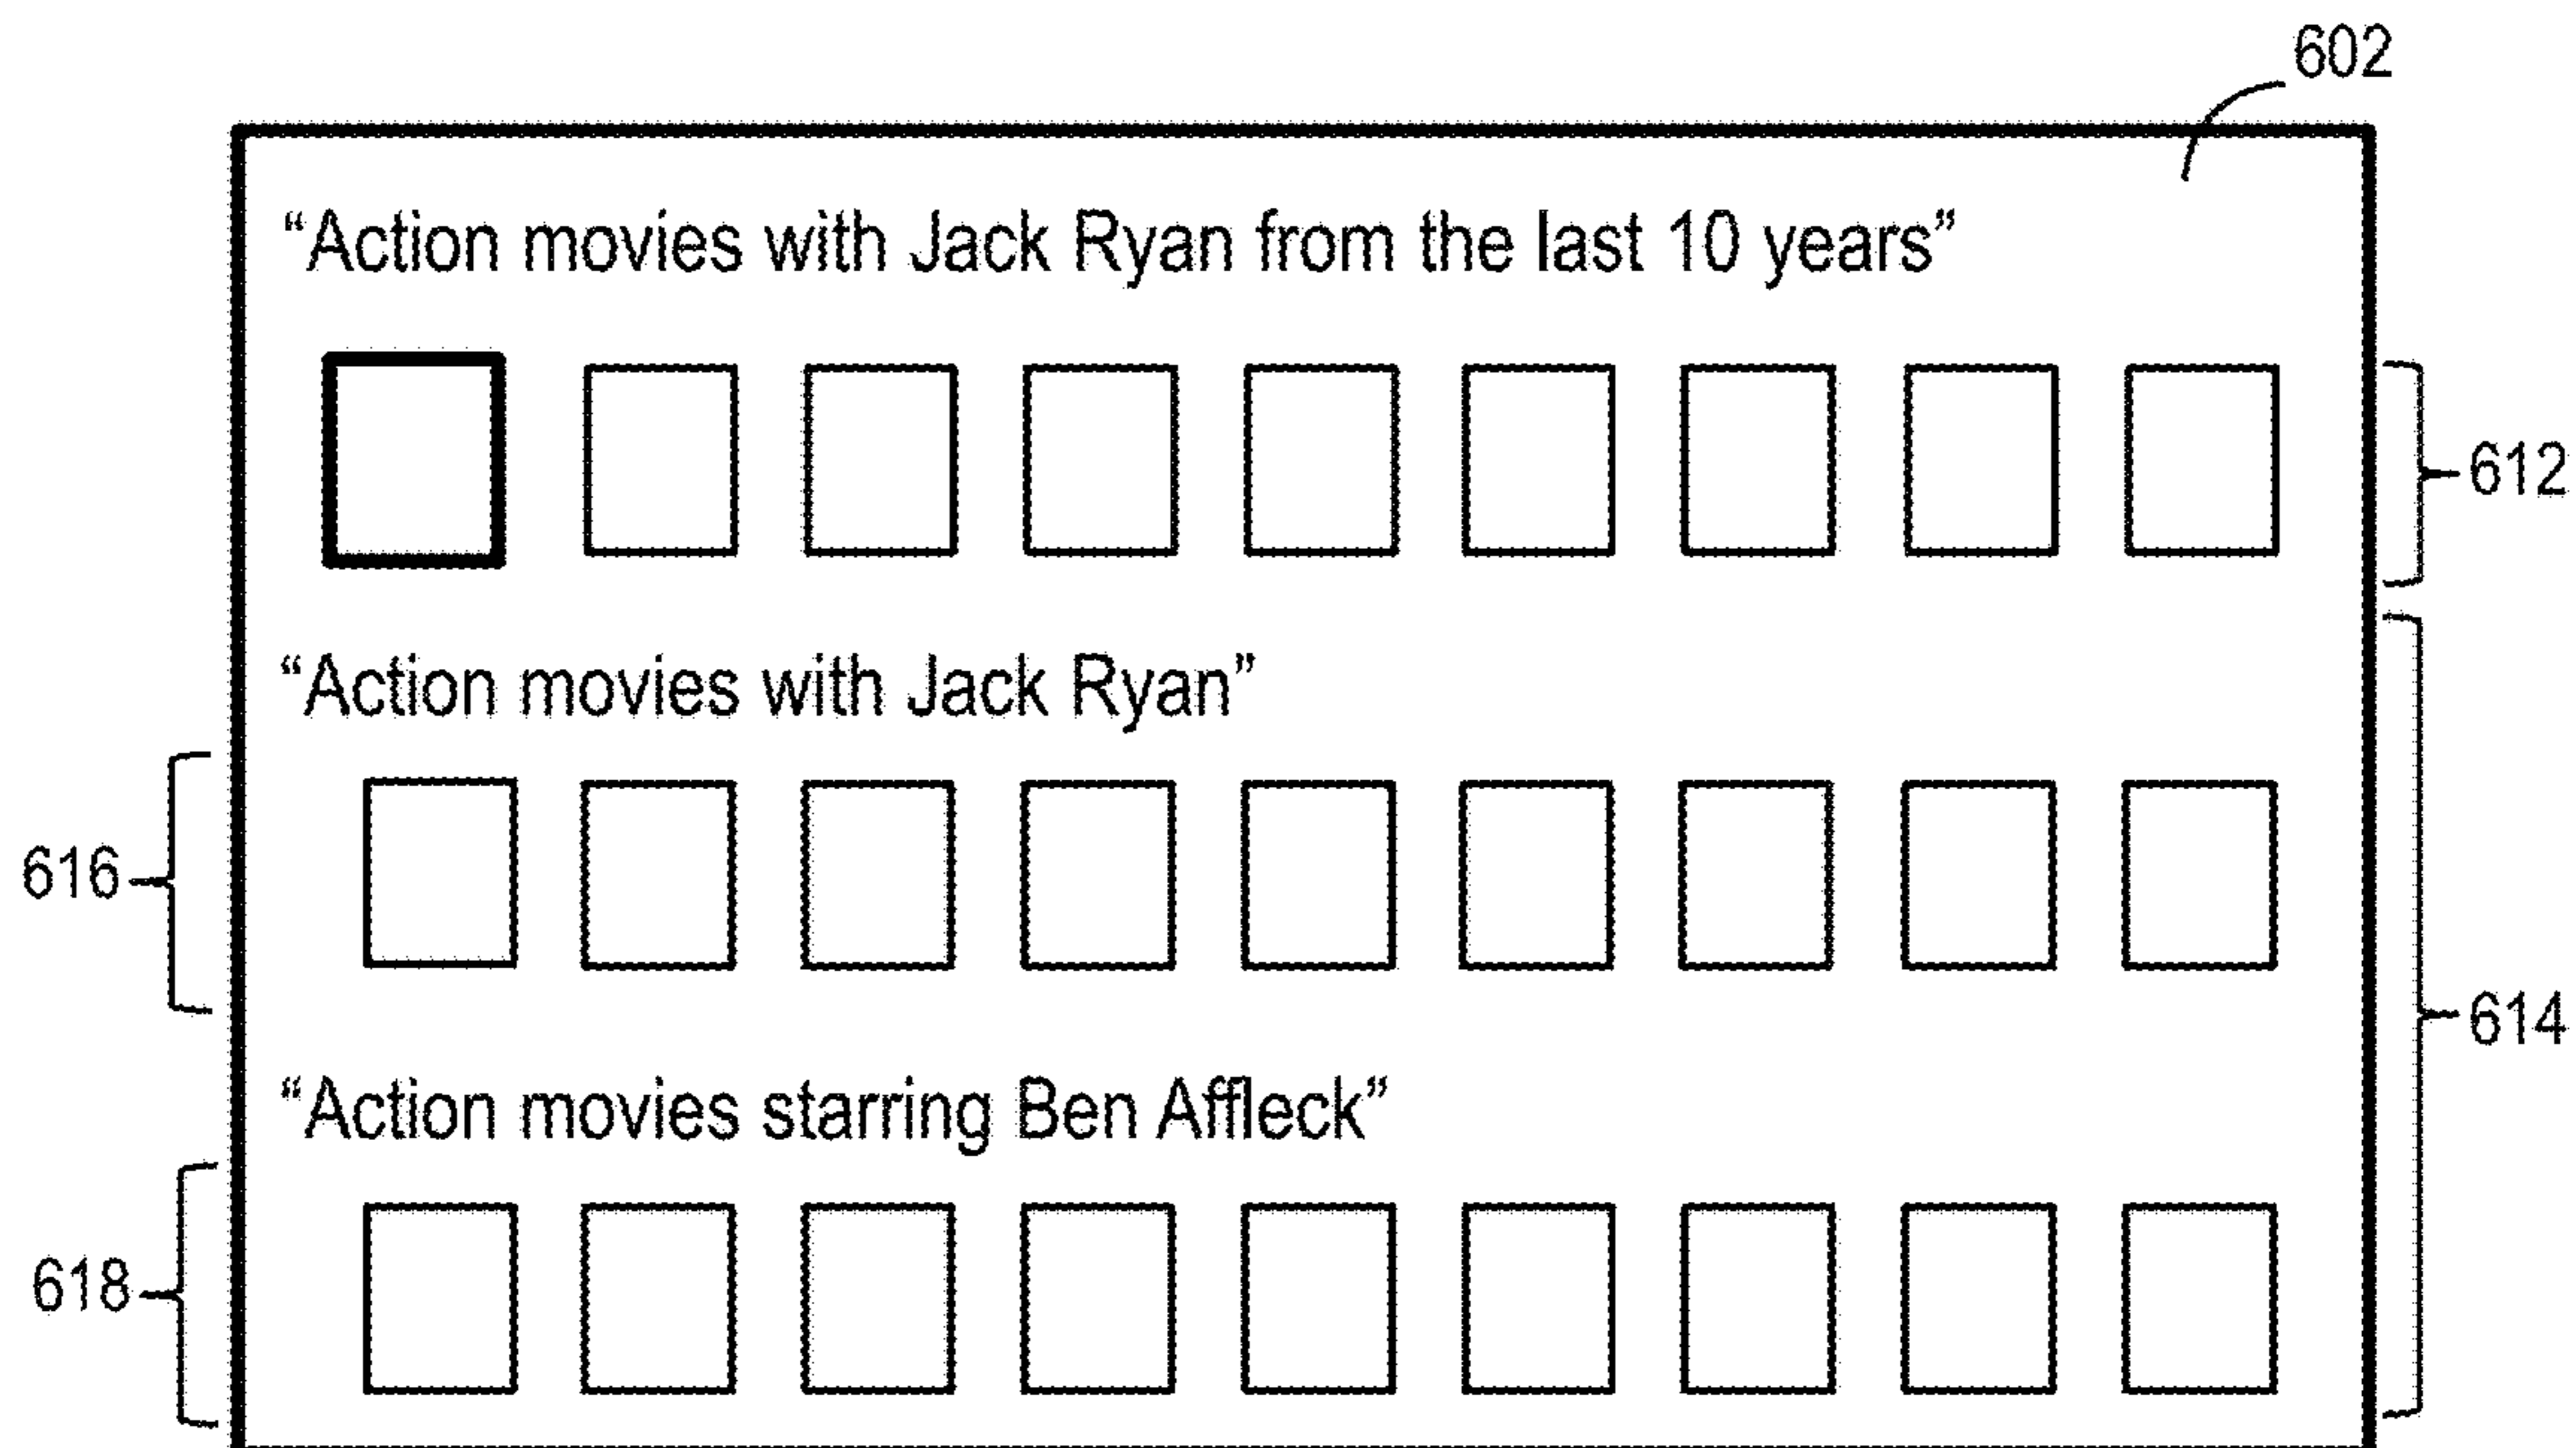 602
“Action movies with Jack Ryan from the last 10 years”
612
“Action movies with Jack Ryan”
616
614
“Action movies starring Ben Affleck”
618